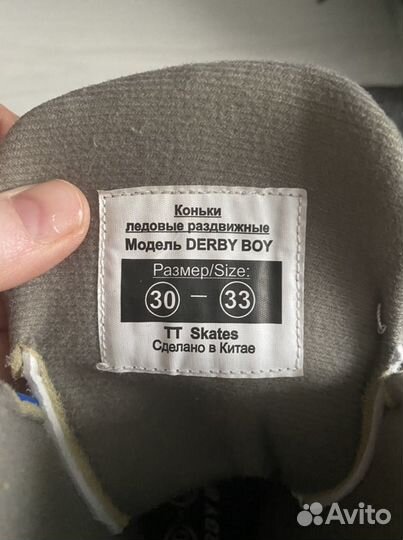 Коньки
ледовые раздвижные
Модель DERBY BOY
Размер/Size:
30 — 33
TT Skates
Сделано в Китае
Avito